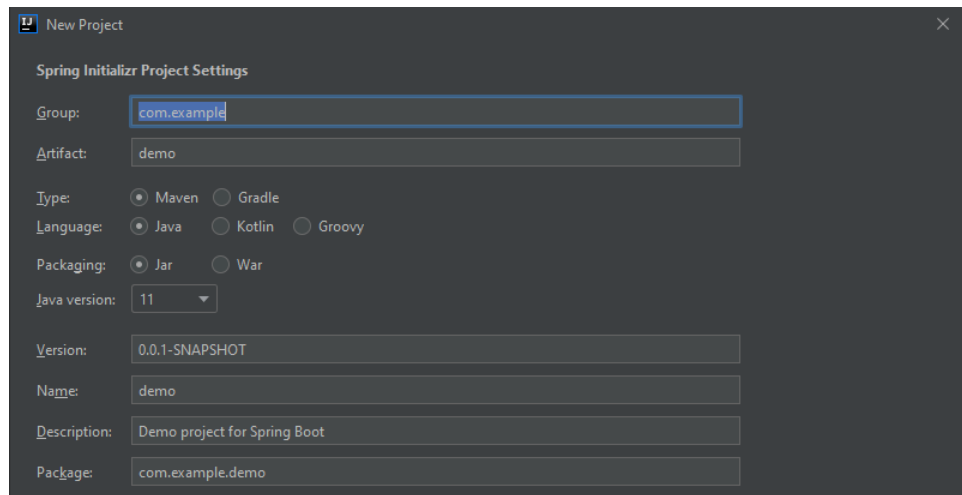 New Project
Spring Initializr Project Settings
Group: com.example
Artifact: demo
Type: Maven Gradle
Language: Java Kotlin Groovy
Packaging: Jar War
Java version: 11
Version: 0.0.1-SNAPSHOT
Name: demo
Description: Demo project for Spring Boot
Package: com.example.demo